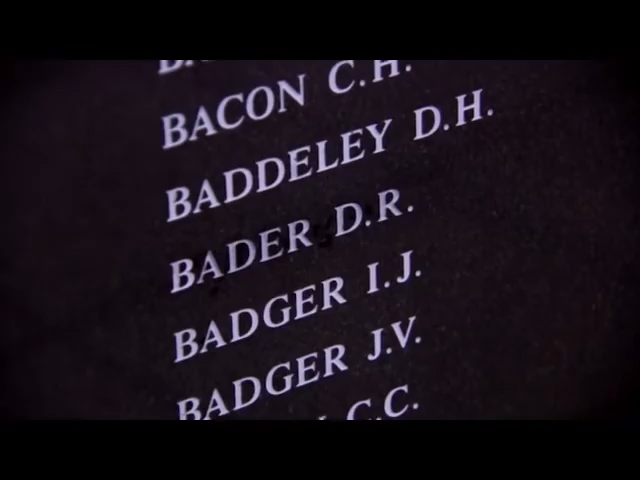 BACON C.H.
BADDELEY D.H.
BADER D.R.
BADGER I.J.
BADGER J.V.
C.C.